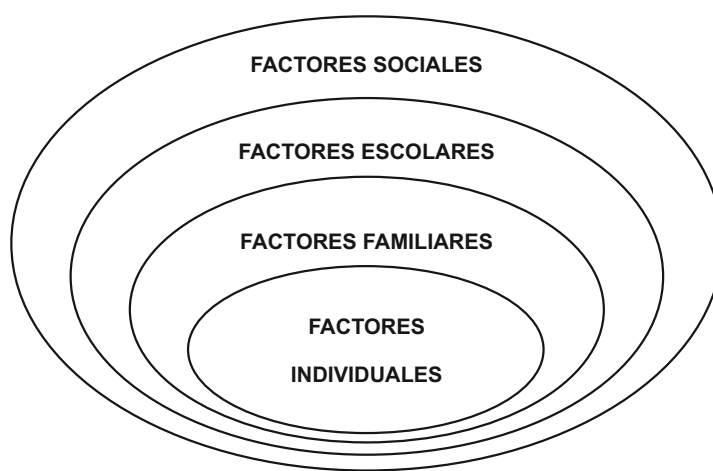 FACTORES SOCIALES
FACTORES ESCOLARES
FACTORES FAMILIARES
FACTORES
INDIVIDUALES